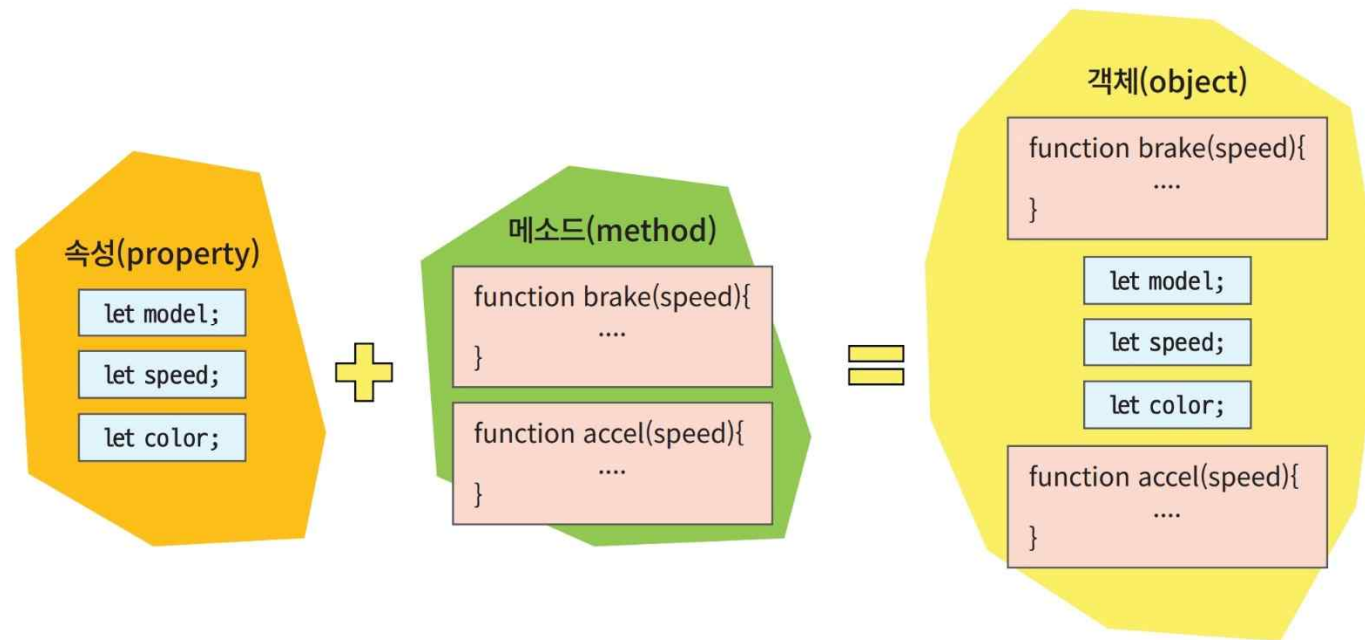 속성(property)
let model;
let speed;
let color;
메소드(method)
function brake(speed){
....
}
function accel(speed){
....
}
객체(object)
function brake(speed){
....
}
let model;
let speed;
let color;
function accel(speed){
....
}